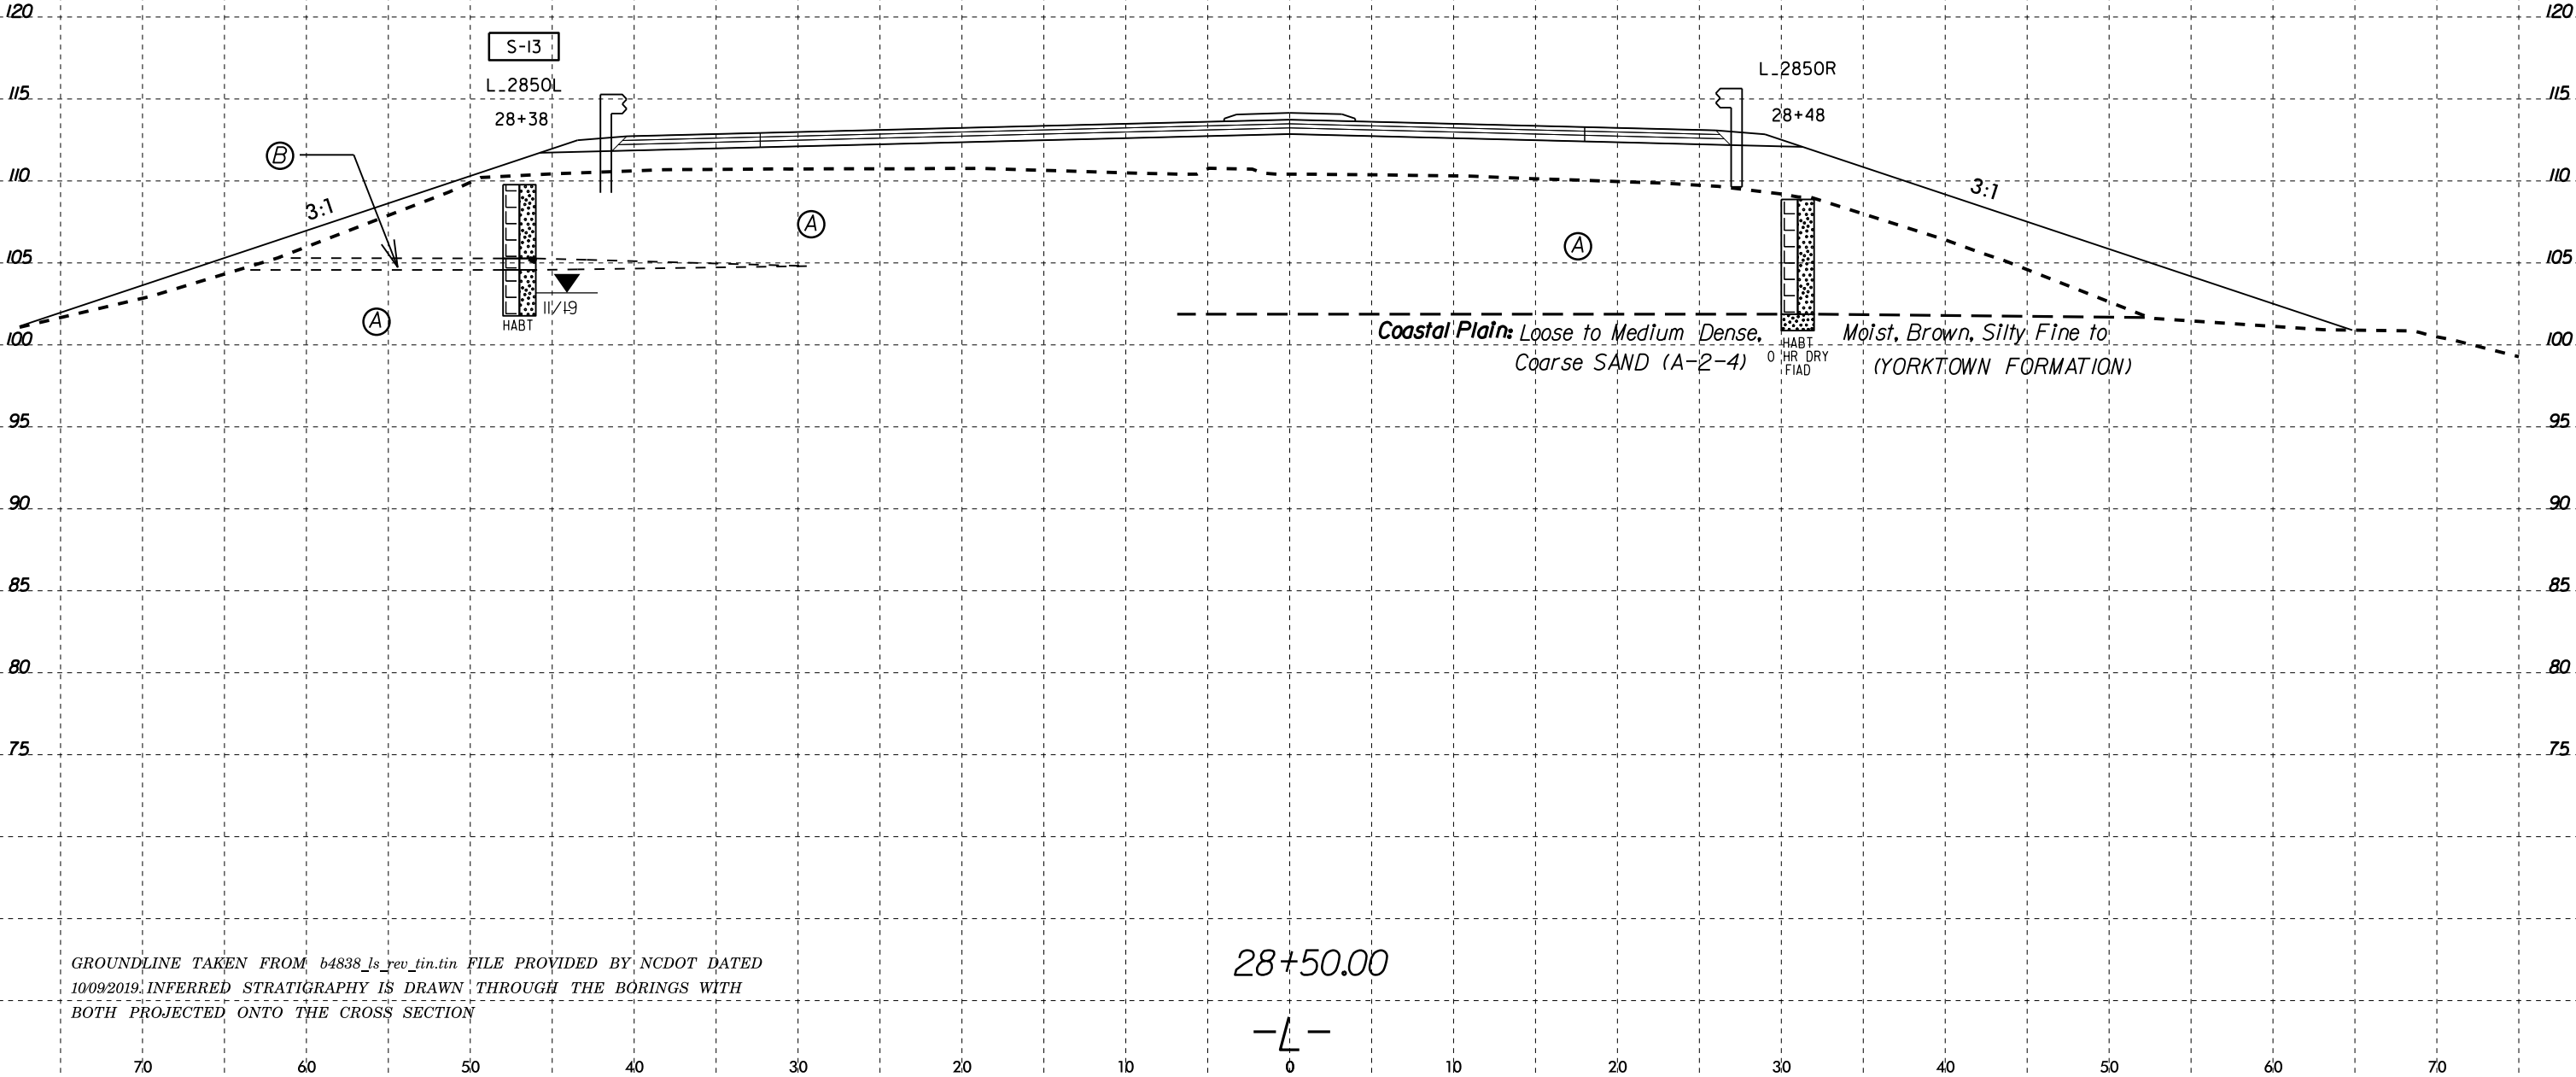 120 120
S-13
L_2850R
L_2850L
115 115
28+38 28+48
B
110 110
3:1 3:1
A A
105 105
11/19
A
HABT
Coastal Plain: Loose to Medium Dense, Moist, Brown, Silty Fine to
100 HABT 100
Coarse SAND (A-2-4) 0 HR DRY (YORKTOWN FORMATION)
FIAD
95 95
90 90
85 85
80 80
75 75
GROUNDLINE TAKEN FROM b4838_ls_rev_tin.tin FILE PROVIDED BY NCDOT DATED
10/09/2019. INFERRED STRATIGRAPHY IS DRAWN THROUGH THE BORINGS WITH
BOTH PROJECTED ONTO THE CROSS SECTION
28+50.00
-L-
70 60 50 40 30 20 10 0 10 20 30 40 50 60 70